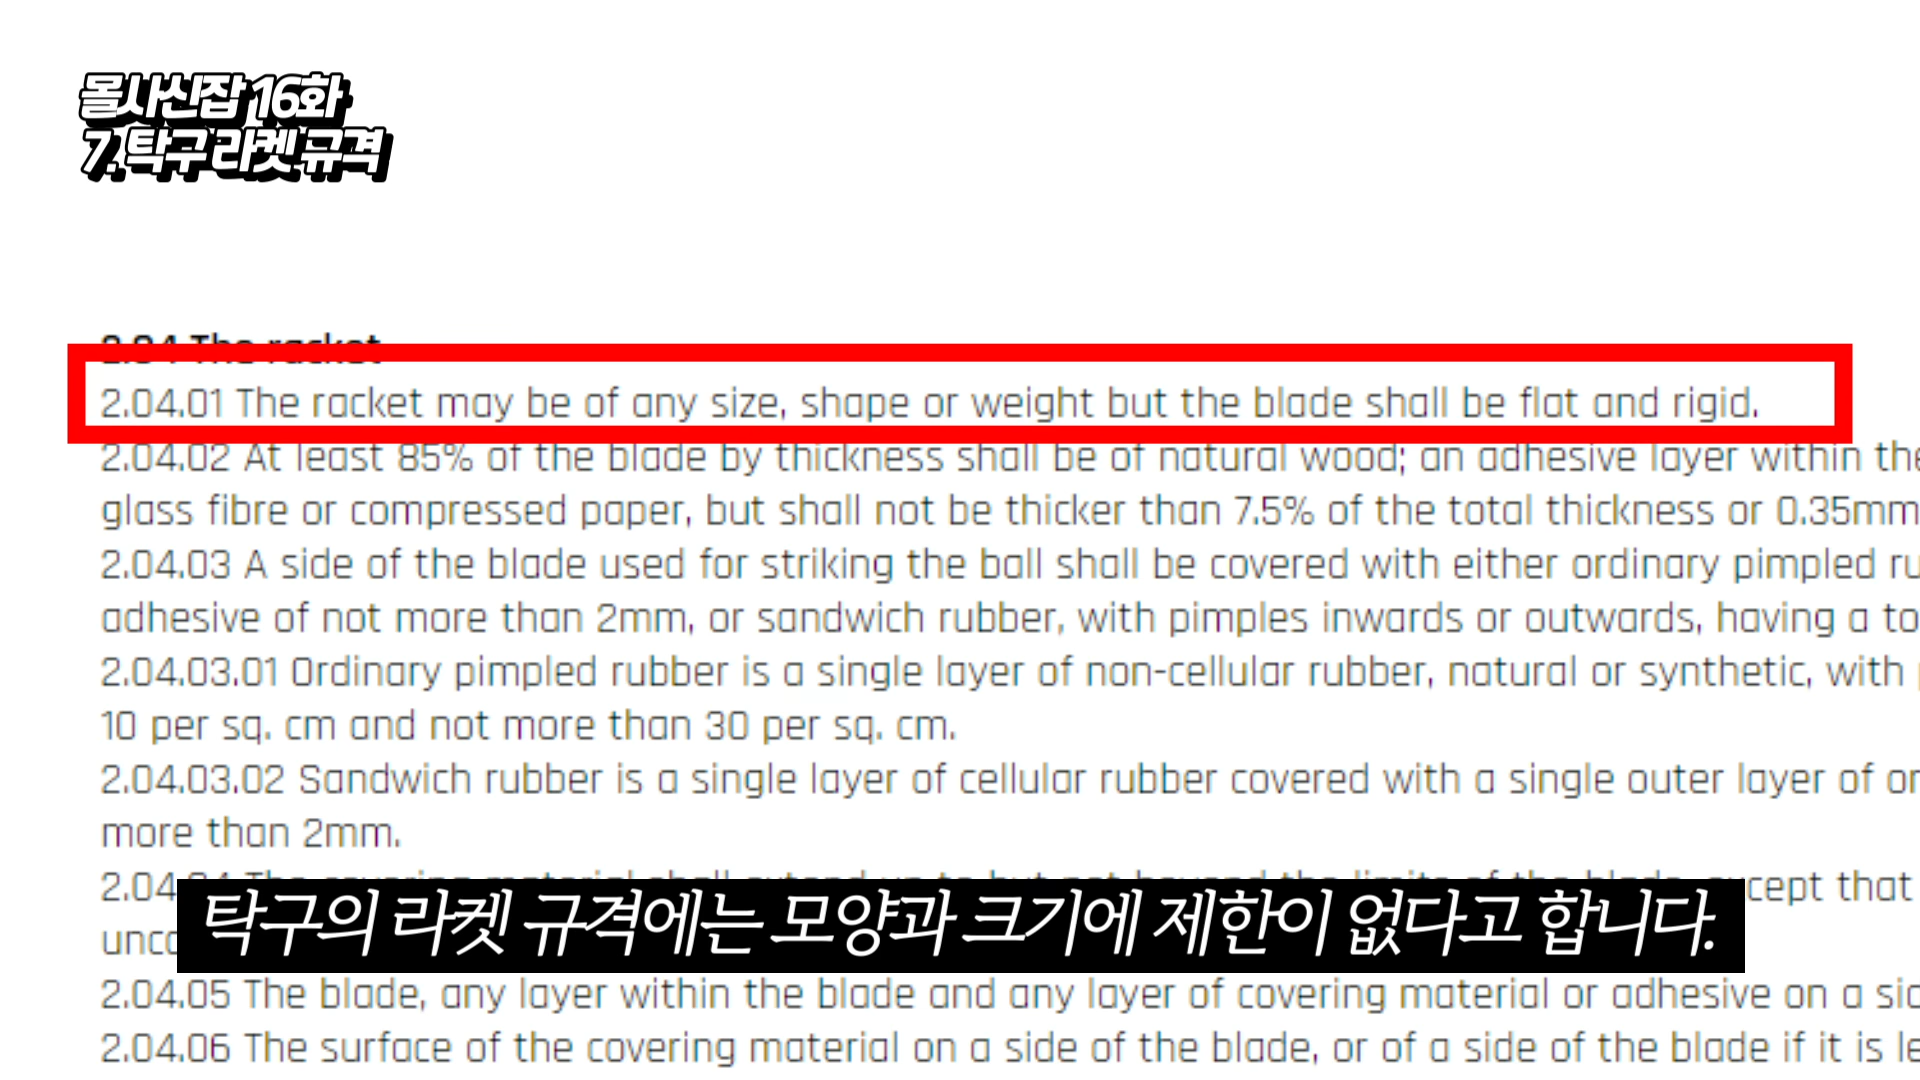 몰사신잡 16화
7. 탁구 라켓 규격
2.04 The racket
2.04.01 The racket may be of any size, shape or weight but the blade shall be flat and rigid.
2.04.02 At least 85% of the blade by thickness shall be of natural wood; an adhesive layer within the
glass fibre or compressed paper, but shall not be thicker than 7.5% of the total thickness or 0.35mm
2.04.03 A side of the blade used for striking the ball shall be covered with either ordinary pimpled ru
adhesive of not more than 2mm, or sandwich rubber, with pimples inwards or outwards, having a to
2.04.03.01 Ordinary pimpled rubber is a single layer of non-cellular rubber, natural or synthetic, with
10 per sq. cm and not more than 30 per sq. cm.
2.04.03.02 Sandwich rubber is a single layer of cellular rubber covered with a single outer layer of or
more than 2mm.
2.04 except that
탁구의 라켓 규격에는 모양과 크기에 제한이 없다고 합니다.
2.04.05 The blade, any layer within the blade and any layer of covering material or adhesive on a sid
2.04.06 The surface of the covering material on a side of the blade, or of a side of the blade if it is le